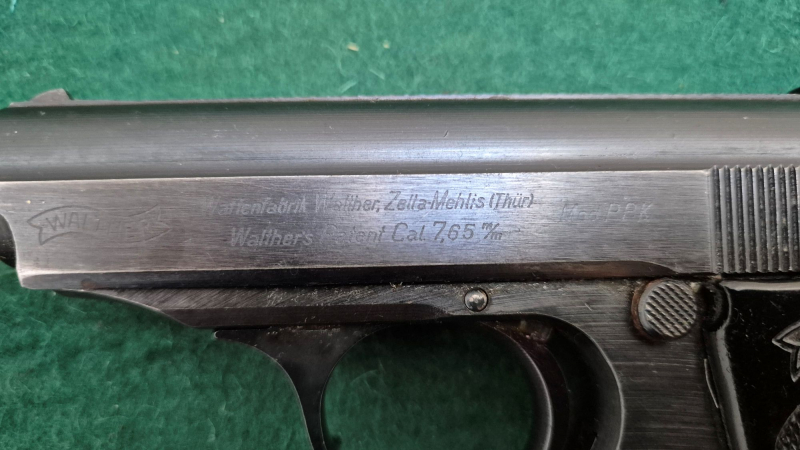 WALTHER
Waffenfabrik Walther, Zella-Mehlis (Thür)
Walther's Patent Cal. 7,65 m/m
Mod. PPK